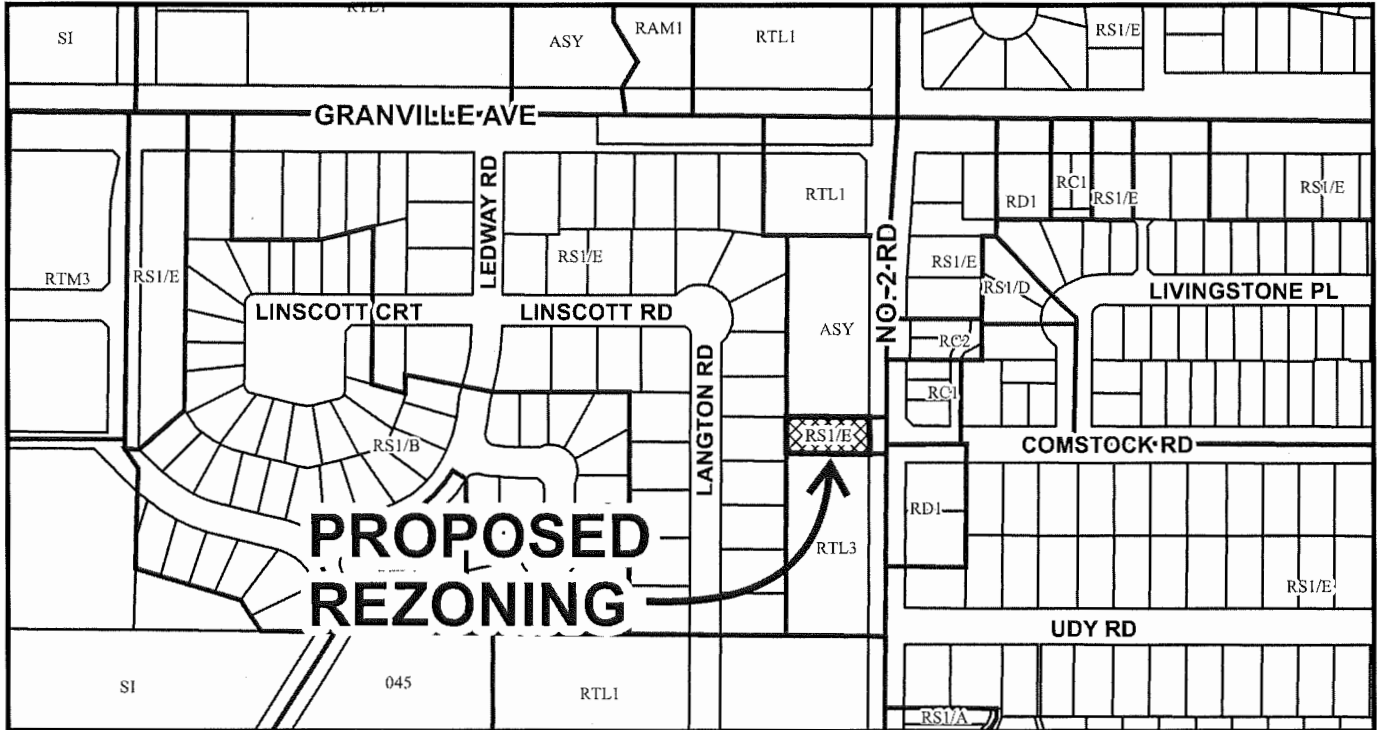 SI
ASY
RAM1
RTL1
RS1/E
GRANVILLE AVE
LEDWAY RD
RTL1
RD1
RC1
RS1/E
RS1/E
RTM3
RS1/E
RS1/E
NO. 2 RD
RS1/E
RS1/D
LIVINGSTONE PL
LINSCOTT CRT
LINSCOTT RD
ASY
RC2
LANGTON RD
RC1
RS1/B
RS1/E
COMSTOCK RD
RD1
PROPOSED
REZONING
RTL3
RS1/E
UDY RD
SI
045
RTL1
RS1/A